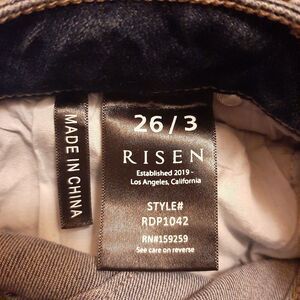 26 / 3
RISEN
Established 2019 -
Los Angeles, California
STYLE#
RDP1042
RN#159259
See care on reverse
MADE IN CHINA